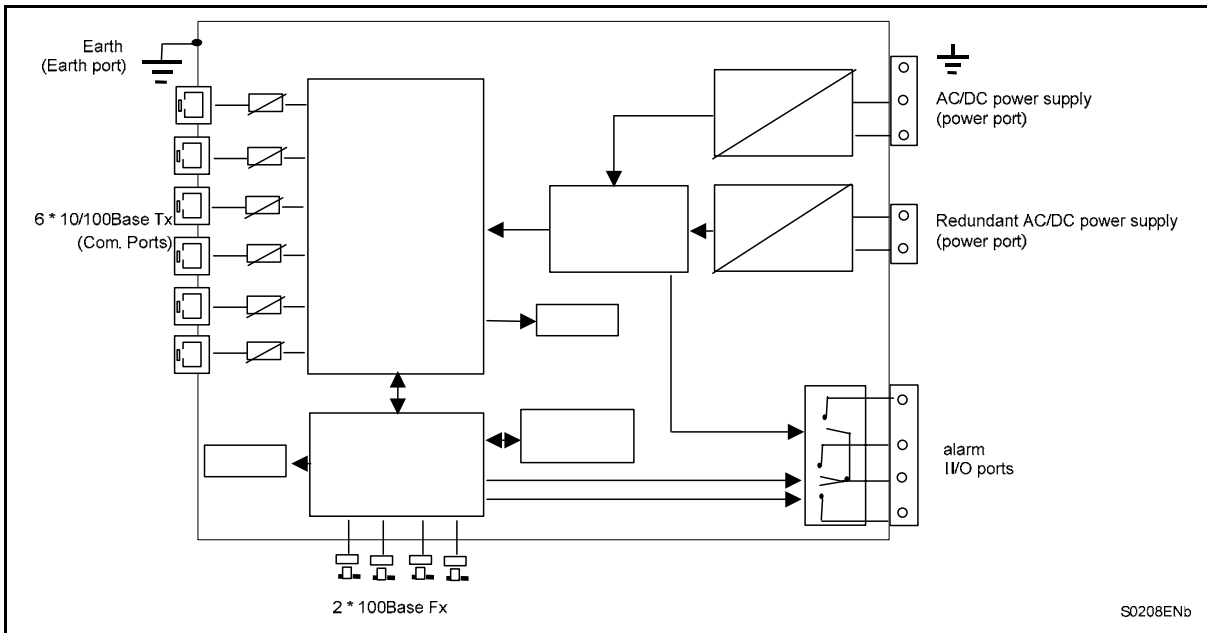 Earth
(Earth port)
AC/DC power supply
(power port)
6 * 10/100Base Tx
(Com. Ports)
Redundant AC/DC power supply
(power port)
alarm
II/O ports
2 * 100Base Fx
S0208ENb